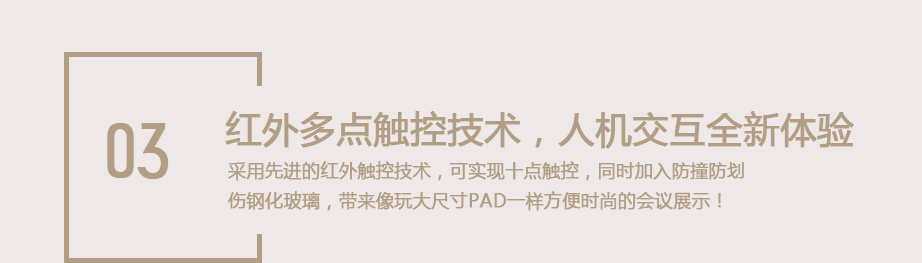 03
红外多点触控技术，人机交互全新体验
采用先进的红外触控技术，可实现十点触控，同时加入防撞防划
伤钢化玻璃，带来像玩大尺寸PAD一样方便时尚的会议展示！